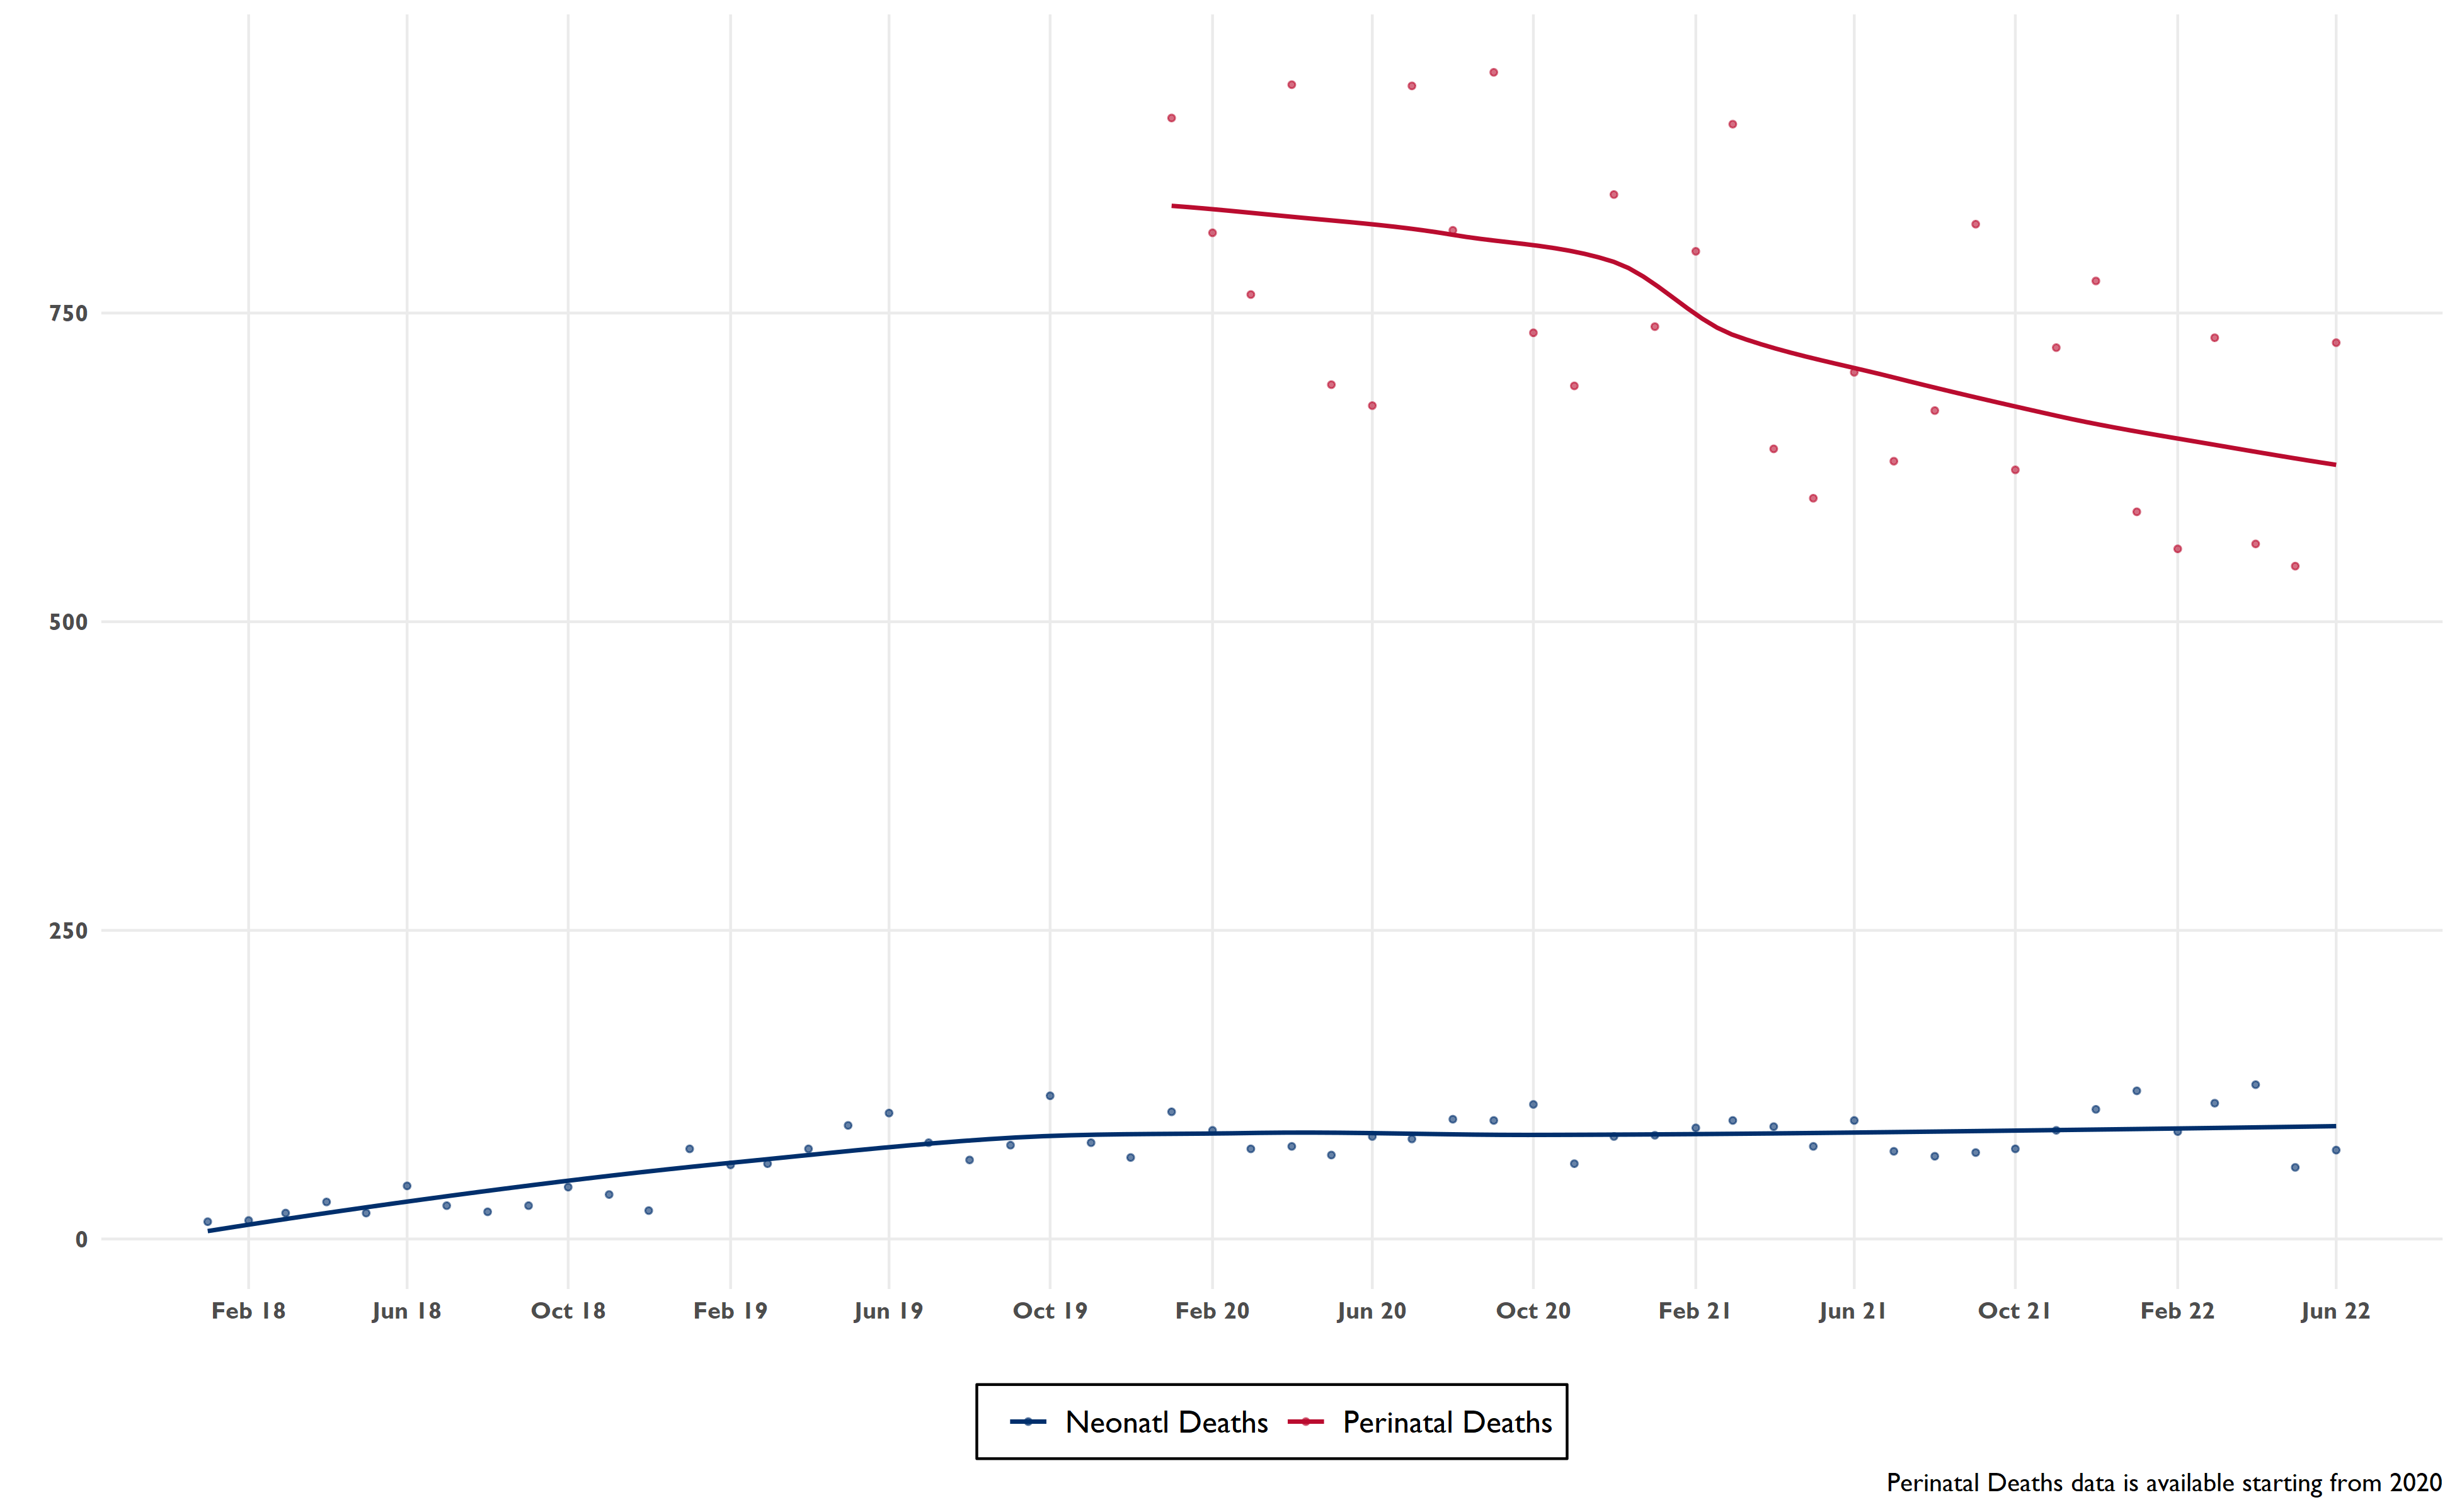 750
500
250
0
Feb 18 Jun 18 Oct 18 Feb 19 Jun 19 Oct 19 Feb 20 Jun 20 Oct 20 Feb 21 Jun 21 Oct 21 Feb 22 Jun 22
Neonatl Deaths Perinatal Deaths
Perinatal Deaths data is available starting from 2020